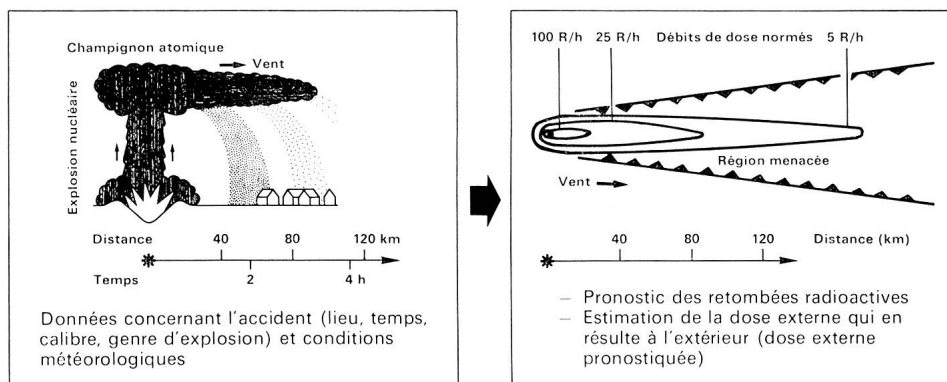 Champignon atomique
Vent
Explosion nucléaire
Distance 40 80 120 km
Temps 2 4 h
Données concernant l'accident (lieu, temps,
calibre, genre d'explosion) et conditions
météorologiques
100 R/h 25 R/h Débits de dose normés 5 R/h
Région menacée
Vent
40 80 120 Distance (km)
– Pronostic des retombées radioactives
– Estimation de la dose externe qui en
résulte à l'extérieur (dose externe
pronostiquée)